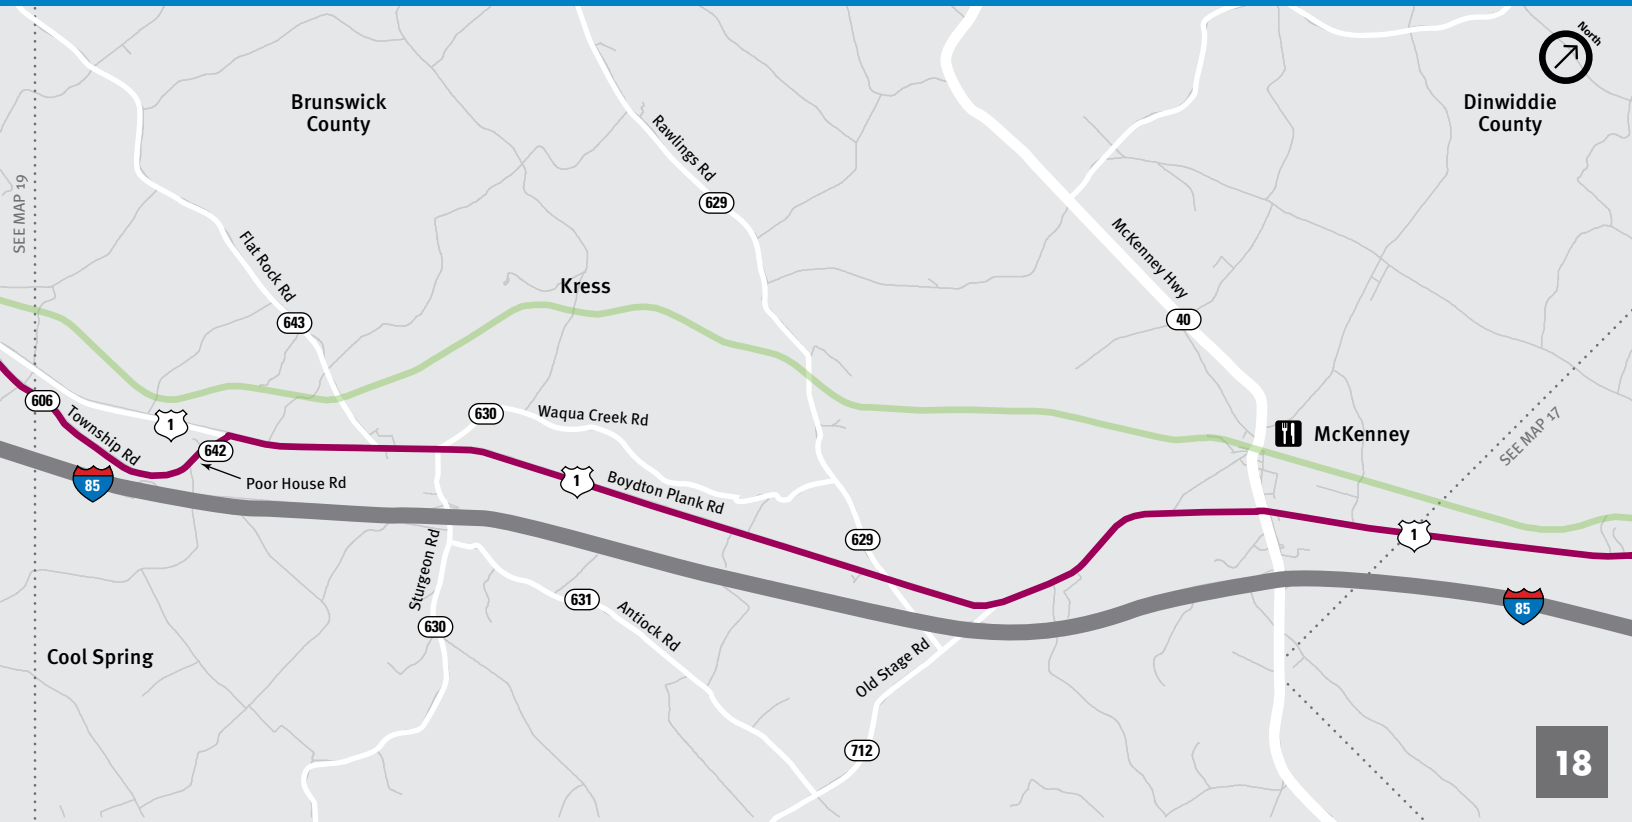 North
Brunswick
County
Dinwiddie
County
Rawlings Rd
SEE MAP 19
629
Flat Rock Rd
McKenney Hwy
Kress
643
40
606
Township Rd
1
630
Waqua Creek Rd
McKenney
SEE MAP 17
642
Poor House Rd
85
1
Boydton Plank Rd
629
1
Sturgeon Rd
631
Antiock Rd
85
630
Cool Spring
Old Stage Rd
712
18